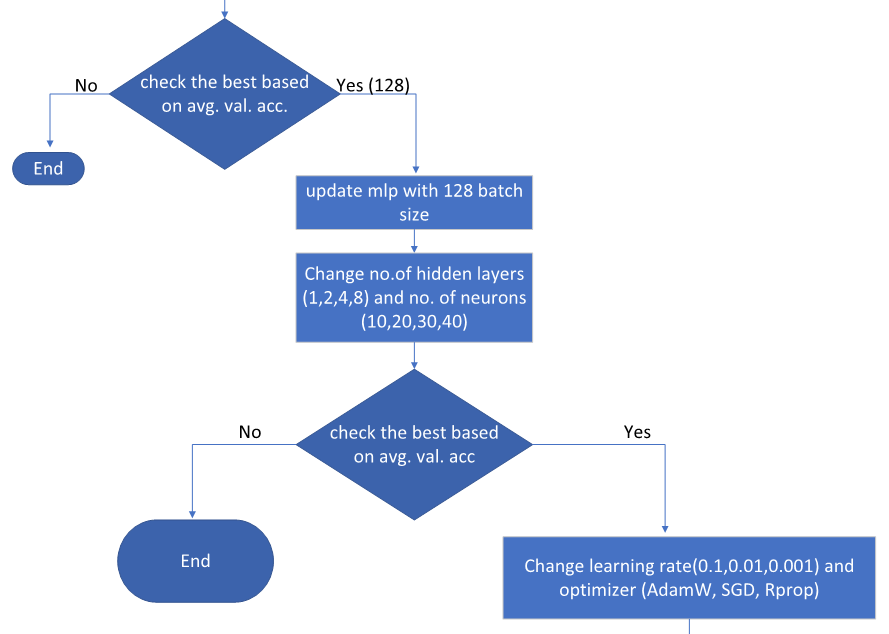 check the best based
on avg. val. acc.
No
Yes (128)
End
update mlp with 128 batch
size
Change no.of hidden layers
(1,2,4,8) and no. of neurons
(10,20,30,40)
check the best based
on avg. val. acc
No
Yes
End
Change learning rate(0.1,0.01,0.001) and
optimizer (AdamW, SGD, Rprop)